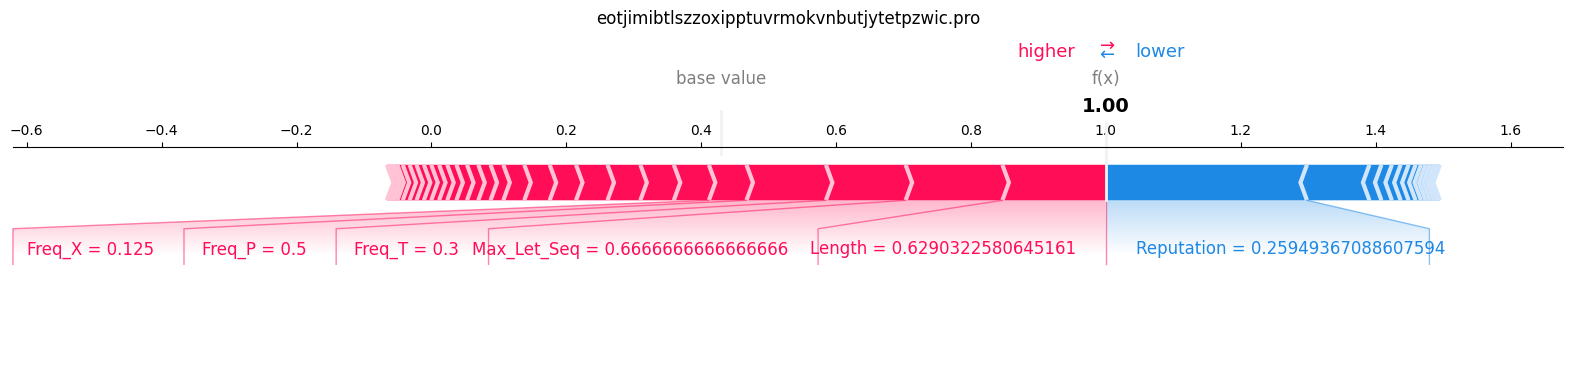 eotjimibtlszzoxipptuvrmokvnbutjytetpzwic.pro
higher ⇄ lower
base value f(x)
1.00
−0.6 −0.4 −0.2 0.0 0.2 0.4 0.6 0.8 1.0 1.2 1.4 1.6
Freq_X = 0.125 Freq_P = 0.5 Freq_T = 0.3 Max_Let_Seq = 0.6666666666666666 Length = 0.6290322580645161 Reputation = 0.25949367088607594